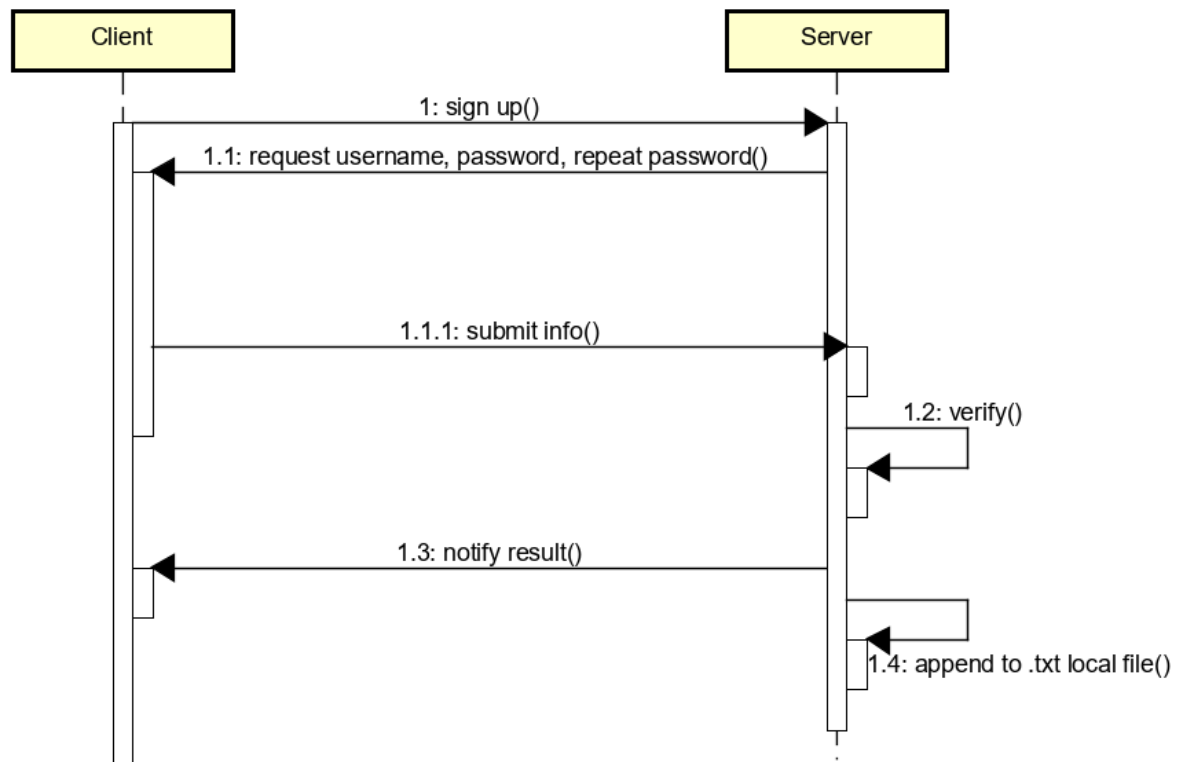 Client
Server
1: sign up()
1.1: request username, password, repeat password()
1.1.1: submit info()
1.2: verify()
1.3: notify result()
1.4: append to .txt local file()